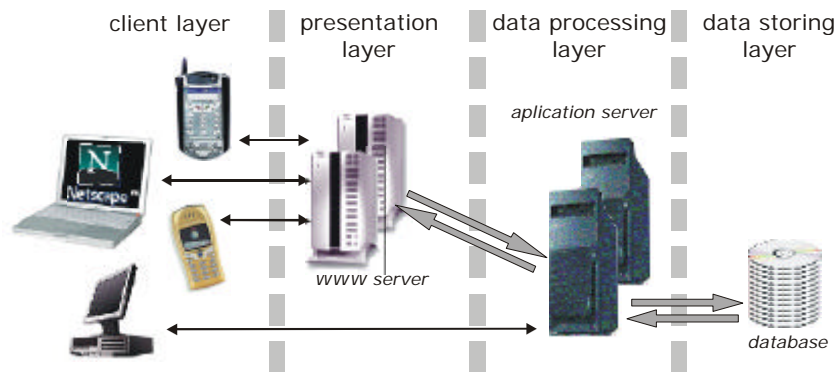 client layer
presentation
layer
data processing
layer
data storing
layer
aplication server
N
Netscape
www server
database